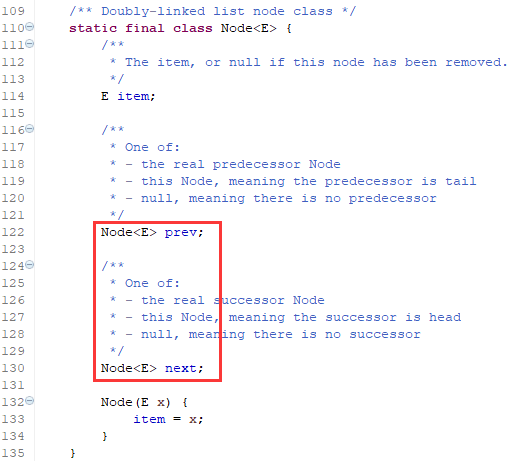 109 /** Doubly-linked list node class */
110 static final class Node<E> {
111 /**
112 * The item, or null if this node has been removed.
113 */
114 E item;
115
116 /**
117 * One of:
118 * - the real predecessor Node
119 * - this Node, meaning the predecessor is tail
120 * - null, meaning there is no predecessor
121 */
122 Node<E> prev;
123
124 /**
125 * One of:
126 * - the real successor Node
127 * - this Node, meaning the successor is head
128 * - null, meaning there is no successor
129 */
130 Node<E> next;
131
132 Node(E x) {
133 item = x;
134 }
135 }